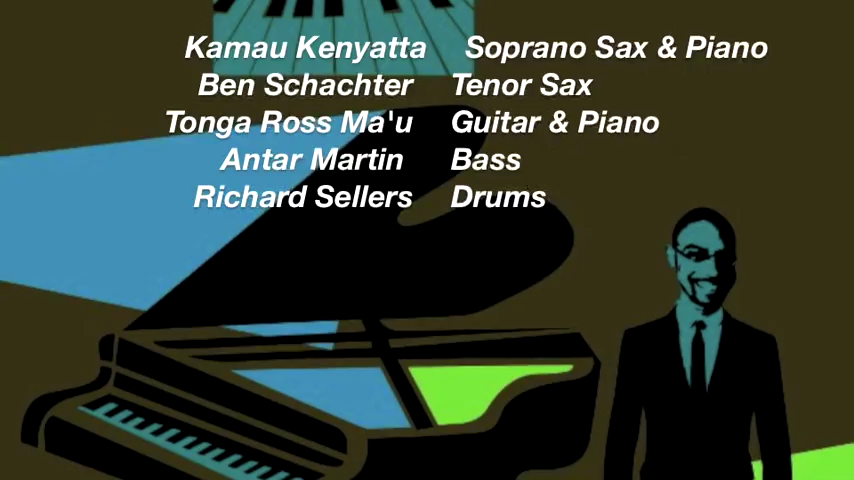 Kamau Kenyatta Soprano Sax & Piano
Ben Schachter Tenor Sax
Tonga Ross Ma'u Guitar & Piano
Antar Martin Bass
Richard Sellers Drums